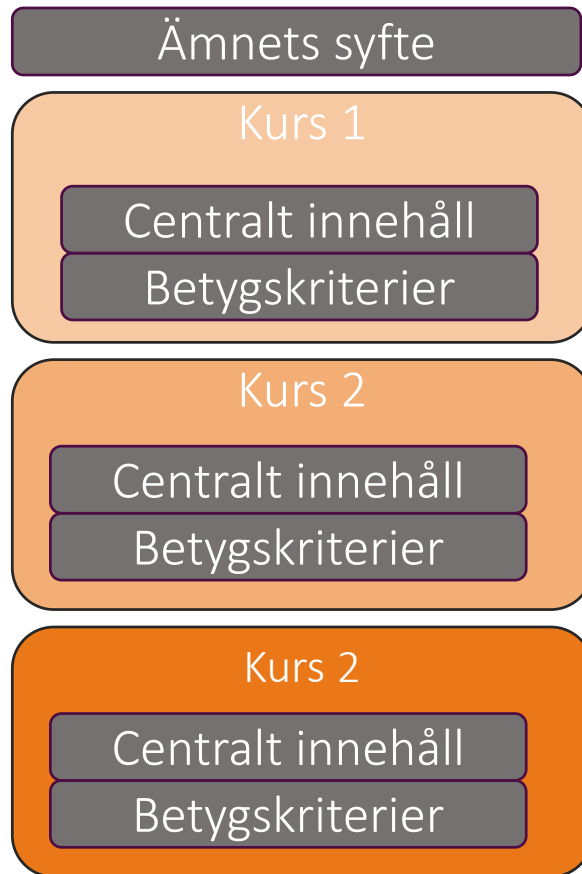 Ämnets syfte
Kurs 1
Centralt innehåll
Betygskriterier
Kurs 2
Centralt innehåll
Betygskriterier
Kurs 2
Centralt innehåll
Betygskriterier